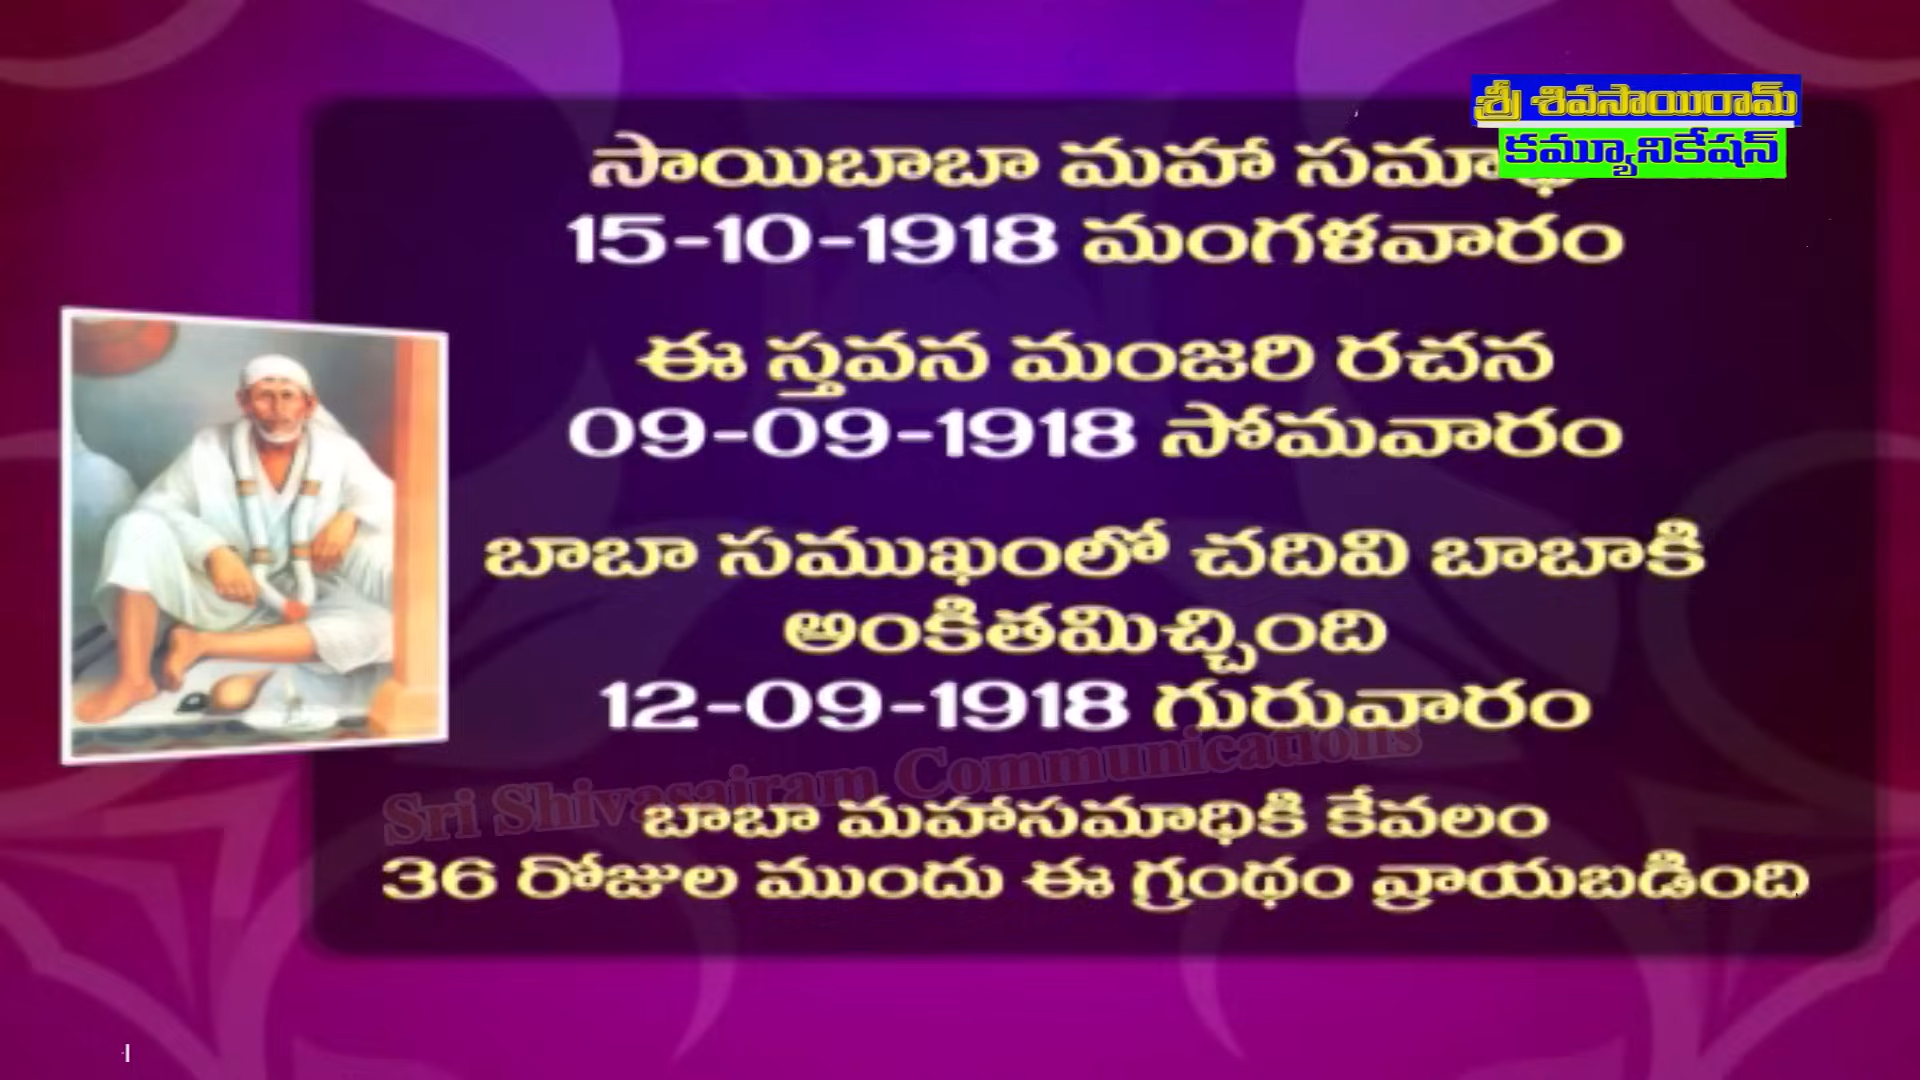 శ్రీ శివసాయిరామ్
కమ్యూనికేషన్
సాయిబాబా మహా సమాధి
15-10-1918 మంగళవారం
ఈ స్తవన మంజరి రచన
09-09-1918 సోమవారం
బాబా సముఖంలో చదివి బాబాకి
అంకితమిచ్చింది
12-09-1918 గురువారం
Sri Shivasairam Communications
బాబా మహాసమాధికి కేవలం
36 రోజుల ముందు ఈ గ్రంథం వ్రాయబడింది